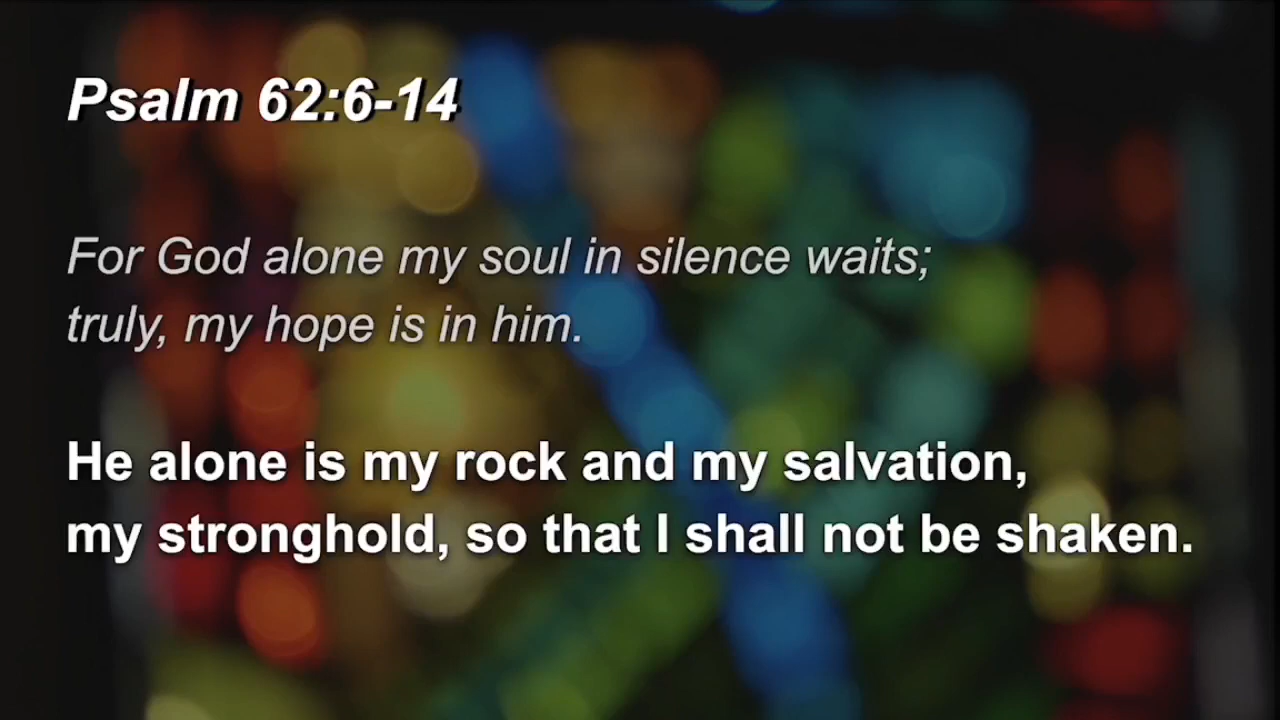 Psalm 62:6-14
For God alone my soul in silence waits;
truly, my hope is in him.
He alone is my rock and my salvation,
my stronghold, so that I shall not be shaken.